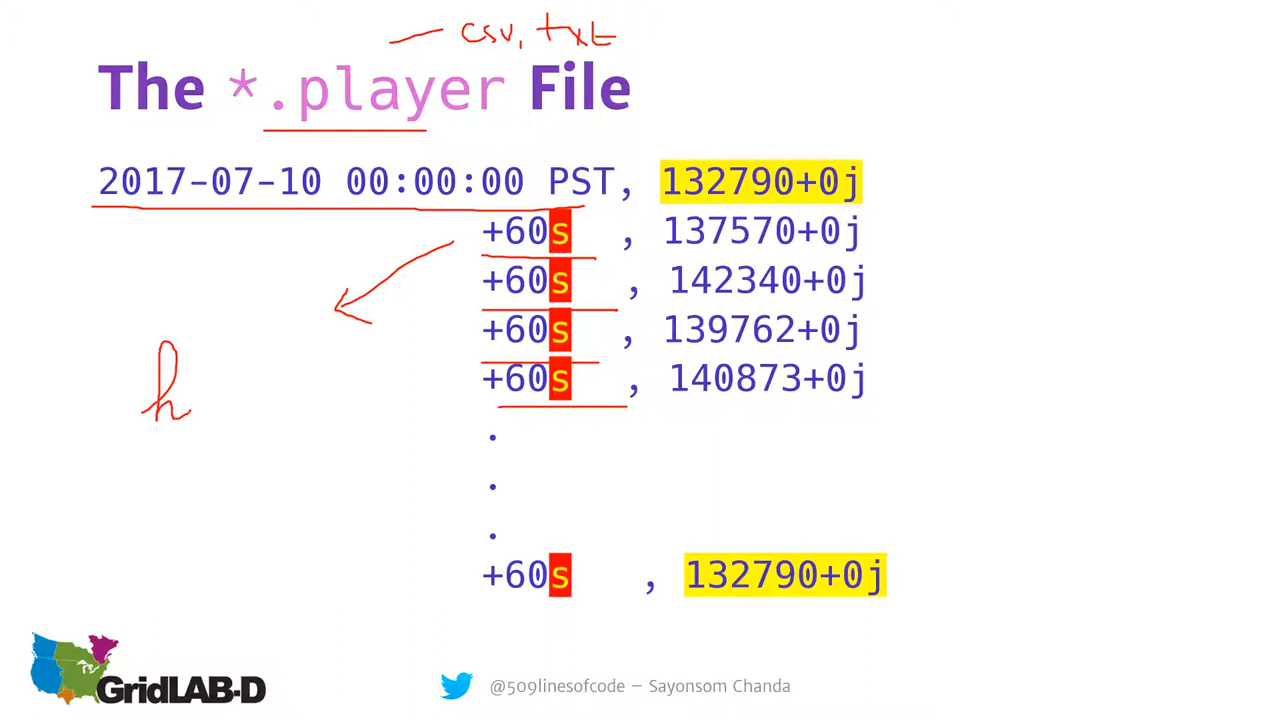 csv, txt
The *.player File
2017-07-10 00:00:00 PST, 132790+0j
+60s , 137570+0j
+60s , 142340+0j
+60s , 139762+0j
+60s , 140873+0j
h
.
.
.
+60s , 132790+0j
GridLAB-D
@509linesofcode – Sayonsom Chanda